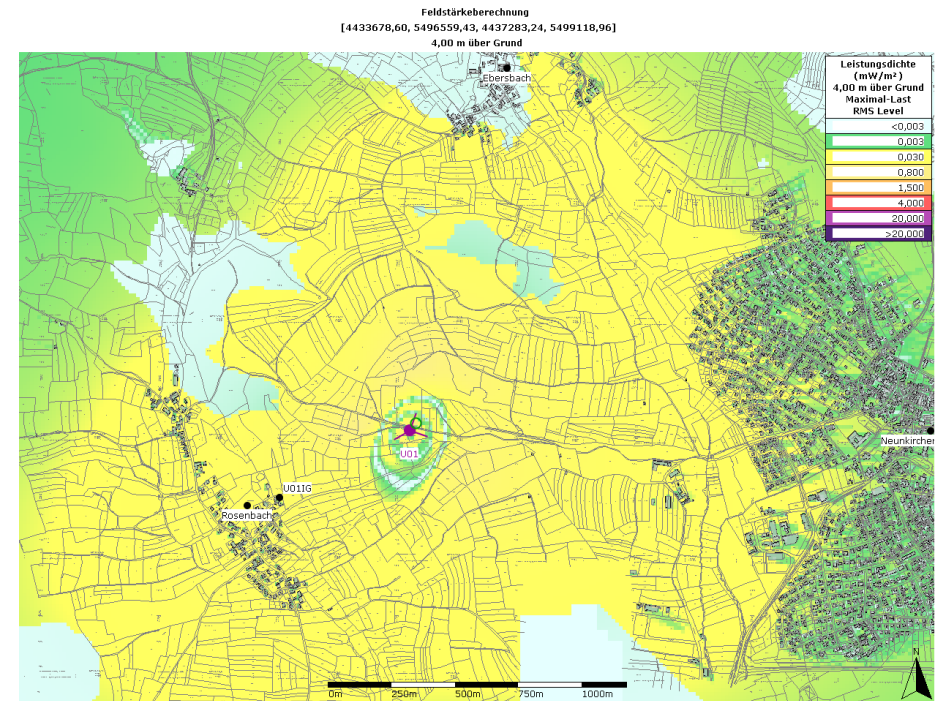 Feldstärkeberechnung
[4433678,60, 5496559,43, 4437283,24, 5499118,96]
4,00 m über Grund
Leistungsdichte
(mW/m²)
4,00 m über Grund
Maximal-Last
RMS Level
<0,003
0,003
0,030
0,800
1,500
4,000
20,000
>20,000
Ebersbach
Neunkirchen
U01
U01IG
Rosenbach
N
0m 250m 500m 750m 1000m